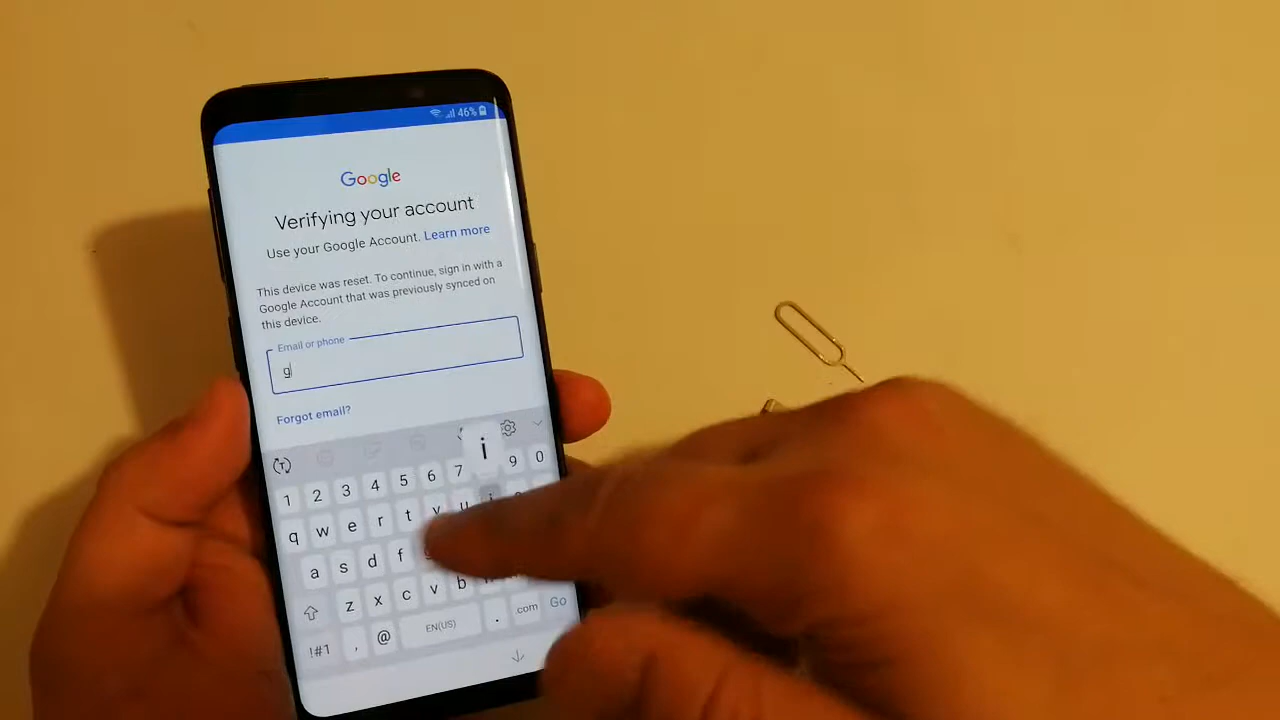 46%
Google
Verifying your account
Use your Google Account. Learn more
This device was reset. To continue, sign in with a
Google Account that was previously synced on
this device.
Email or phone
g
Forgot email?
i
1 2 3 4 5 6 7 9 0
q w e r t y u i
a s d f
z x c v b
!#1 , @ EN(US) . .com Go